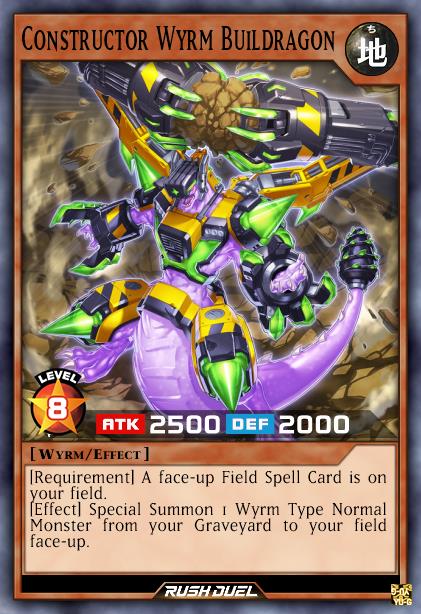 CONSTRUCTOR WYRM BUILDRAGON
ち
地
LEVEL
8
ATK 2500 DEF 2000
[WYRM/EFFECT]
[Requirement] A face-up Field Spell Card is on
your field.
[Effect] Special Summon 1 Wyrm Type Normal
Monster from your Graveyard to your field
face-up.
RUSH DUEL